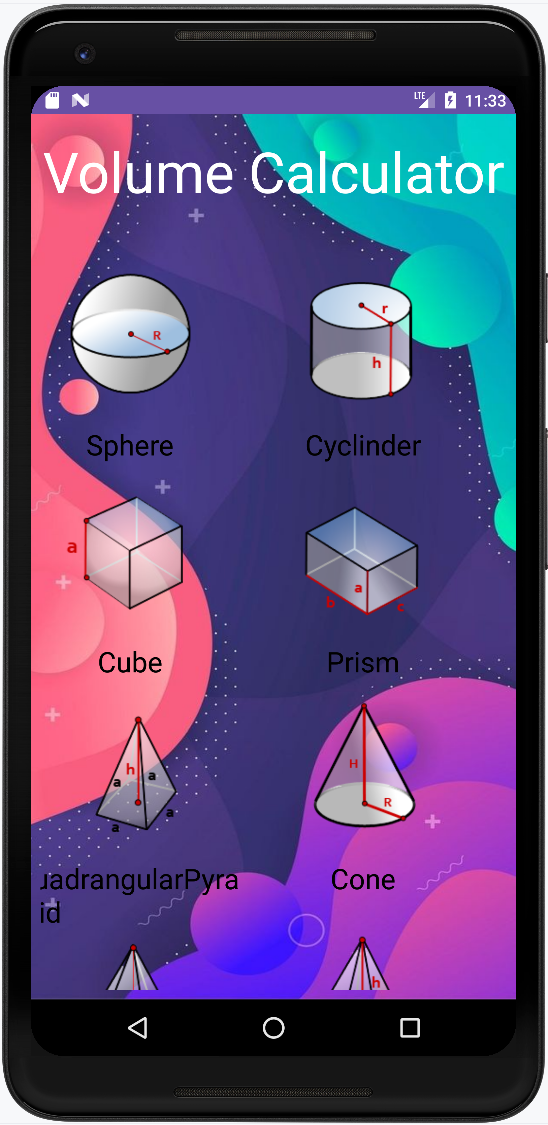 LTE 11:33
Volume Calculator
R
r
h
Sphere
Cyclinder
a
a
b
c
Cube
Prism
h
a
a
a
a
H
R
uadrangularPyra
id
Cone
h